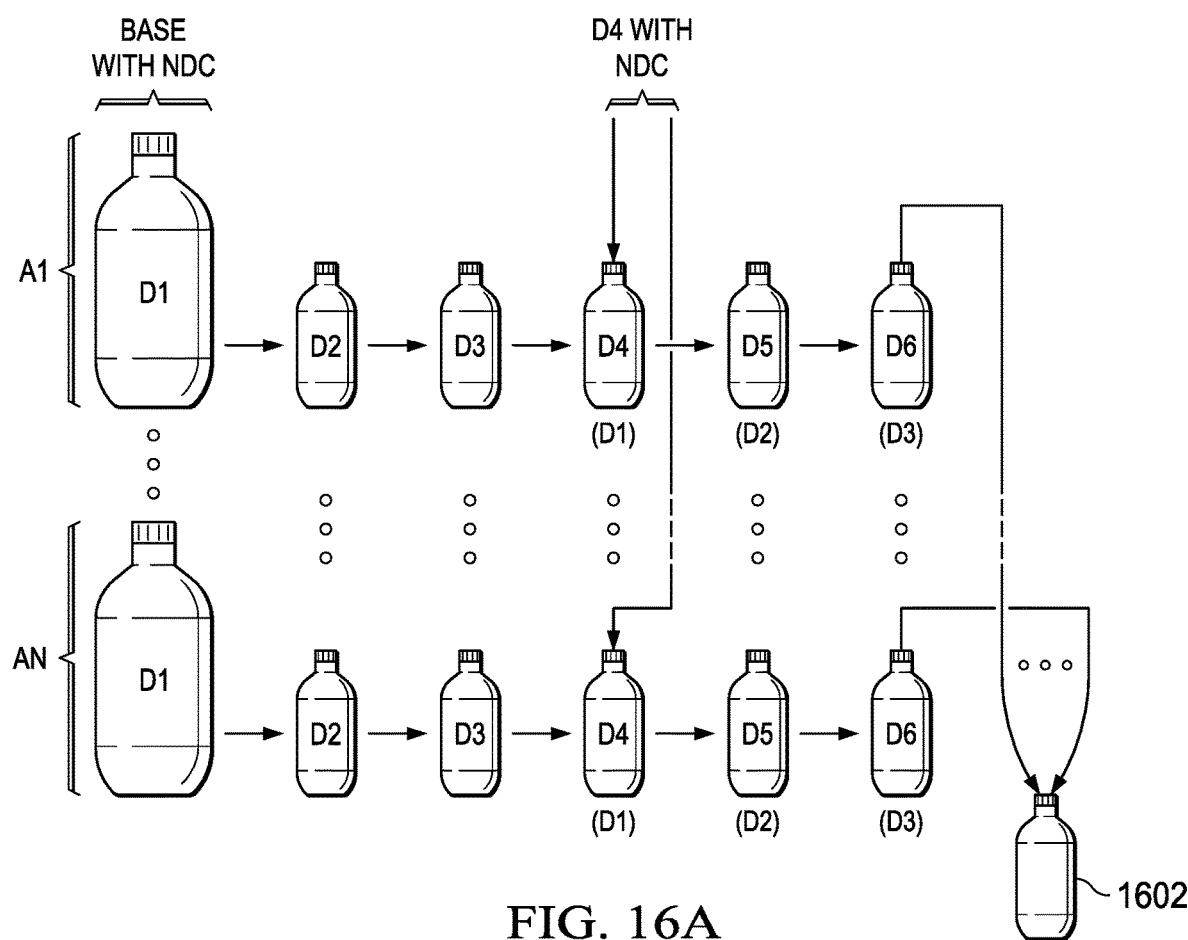 BASE
WITH NDC
D4 WITH
NDC
A1
D1
D2
D3
D4
D5
D6
(D1)
(D2)
(D3)
AN
D1
D2
D3
D4
D5
D6
(D1)
(D2)
(D3)
1602
FIG. 16A